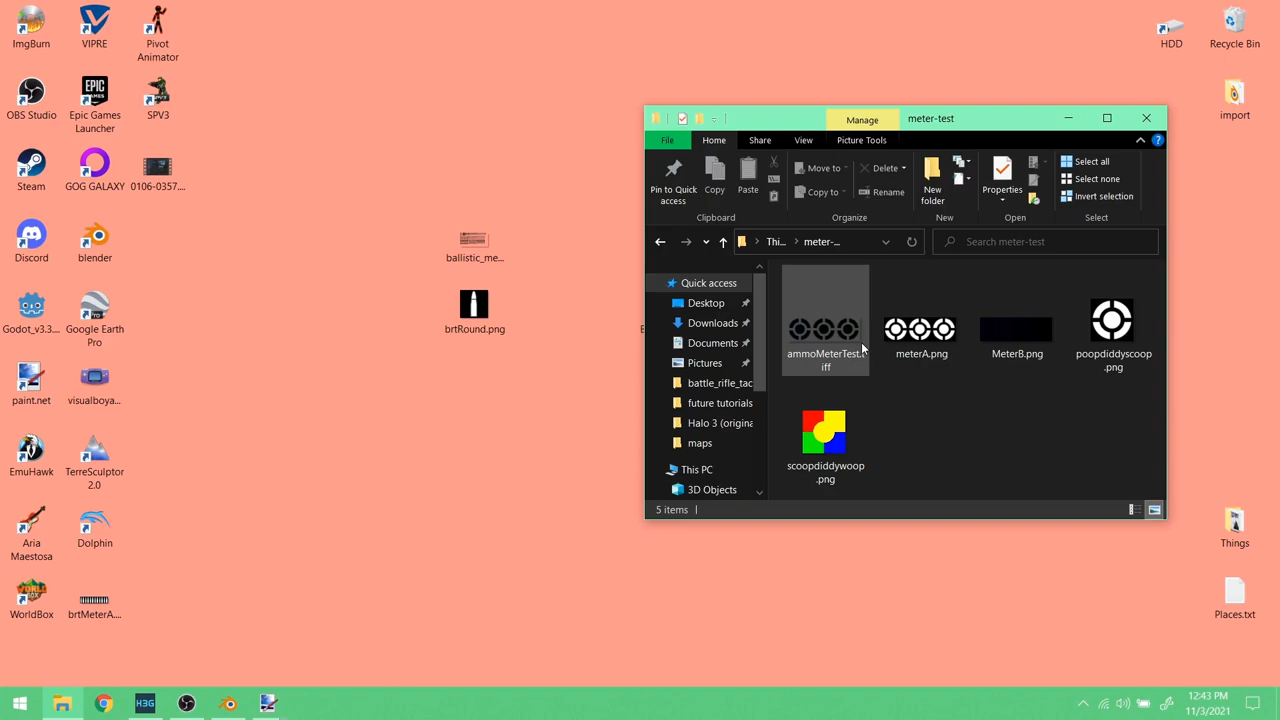 ImgBurn
VIPRE
Pivot
Animator
OBS Studio
Epic Games
Launcher
SPV3
Steam
GOG GALAXY
0106-0357....
Discord
blender
Godot_v3.3...
Google Earth
Pro
paint.net
visualboya...
EmuHawk
TerreSculptor
2.0
Aria
Maestosa
Dolphin
WorldBox
brtMeterA....
ballistic_me...
brtRound.png
HDD
Recycle Bin
import
Things
Places.txt
Manage
meter-test
File
Home
Share
View
Picture Tools
Pin to Quick
access
Copy
Paste
Clipboard
Move to
Copy to
Delete
Rename
Organize
New
folder
New
Properties
Open
Select all
Select none
Invert selection
Select
Thi...
meter-...
Search meter-test
Quick access
Desktop
Downloads
Documents
Pictures
battle_rifle_tac
future tutorials
Halo 3 (origina
maps
This PC
3D Objects
ammoMeterTest.t
iff
meterA.png
MeterB.png
poopdiddyscoop
.png
scoopdiddywoop
.png
5 items
EPIC
GAMES
WORLD
BOX
H3G
12:43 PM
11/3/2021